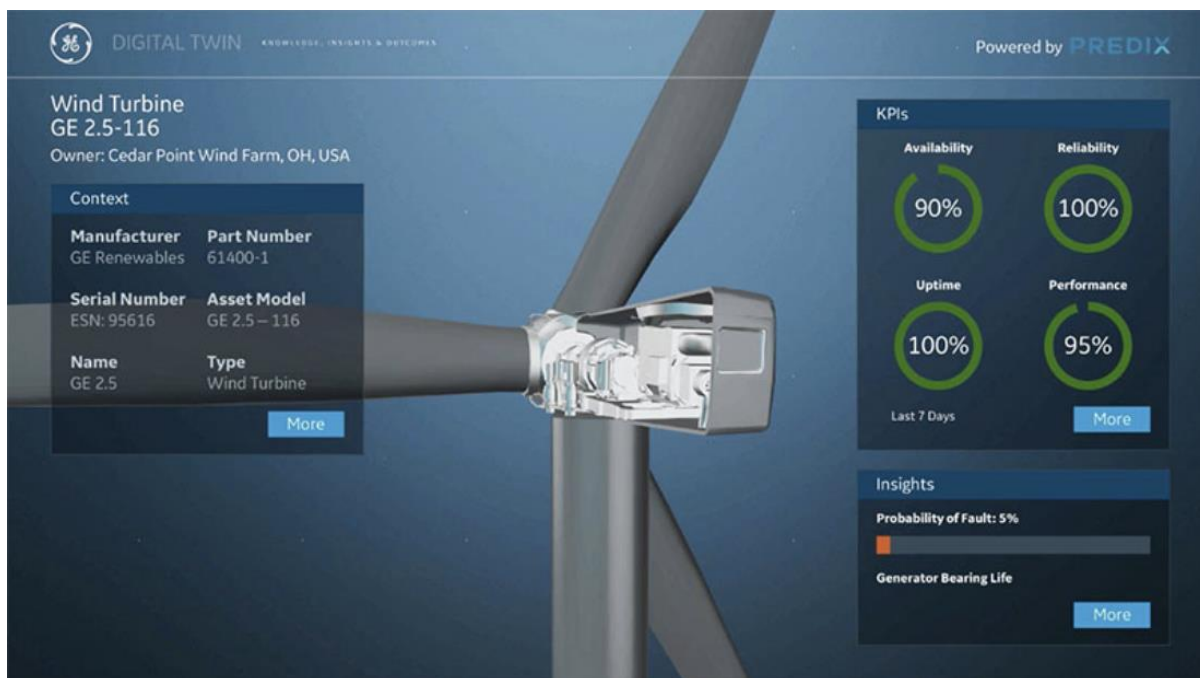 DIGITAL TWIN KNOWLEDGE, INSIGHTS & OUTCOMES
Powered by PREDIX
Wind Turbine
GE 2.5-116
Owner: Cedar Point Wind Farm, OH, USA
Context
Manufacturer Part Number
GE Renewables 61400-1
Serial Number Asset Model
ESN: 95616 GE 2.5 – 116
Name Type
GE 2.5 Wind Turbine
More
KPIs
Availability Reliability
90% 100%
Uptime Performance
100% 95%
Last 7 Days More
Insights
Probability of Fault: 5%
Generator Bearing Life
More